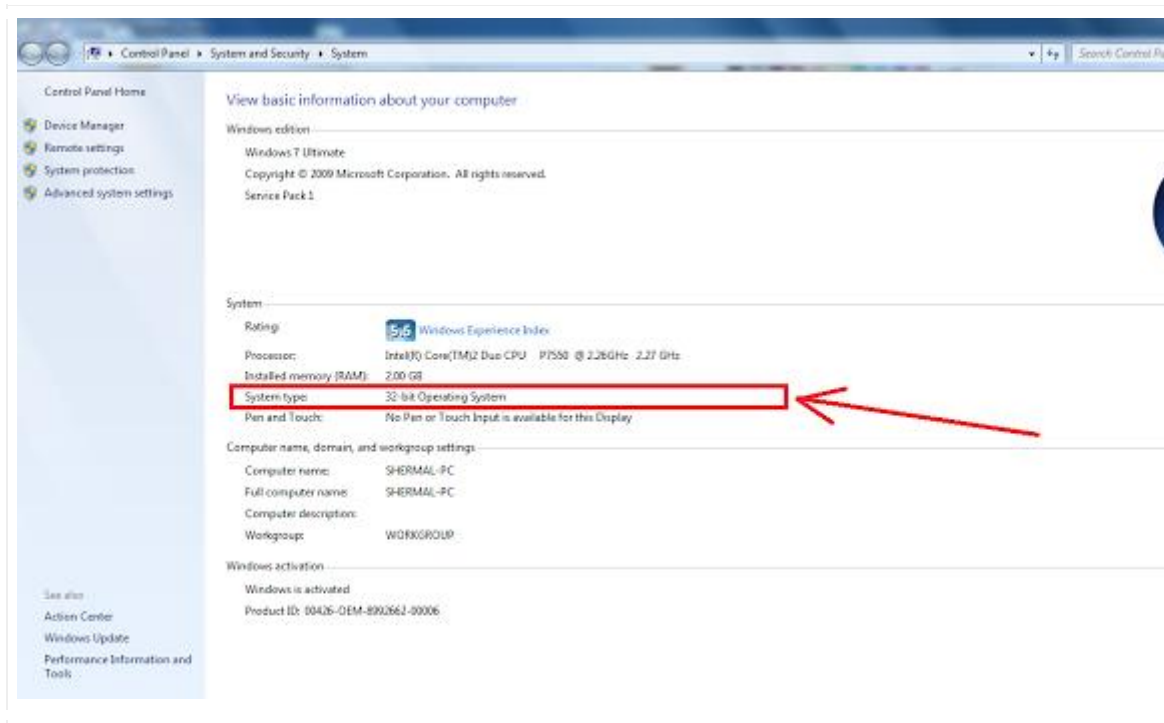 Control Panel ▸ System and Security ▸ System
Search Control Pa
Control Panel Home
Device Manager
Remote settings
System protection
Advanced system settings
View basic information about your computer
Windows edition
Windows 7 Ultimate
Copyright © 2009 Microsoft Corporation. All rights reserved.
Service Pack 1
System
Rating: 5,6 Windows Experience Index
Processor: Intel(R) Core(TM)2 Duo CPU P7550 @ 2.26GHz 2.27 GHz
Installed memory (RAM): 2.00 GB
System type: 32-bit Operating System
Pen and Touch: No Pen or Touch Input is available for this Display
Computer name, domain, and workgroup settings
Computer name: SHERMAL-PC
Full computer name: SHERMAL-PC
Computer description:
Workgroup: WORKGROUP
Windows activation
Windows is activated
Product ID: 00426-OEM-8992662-00006
See also
Action Center
Windows Update
Performance Information and
Tools